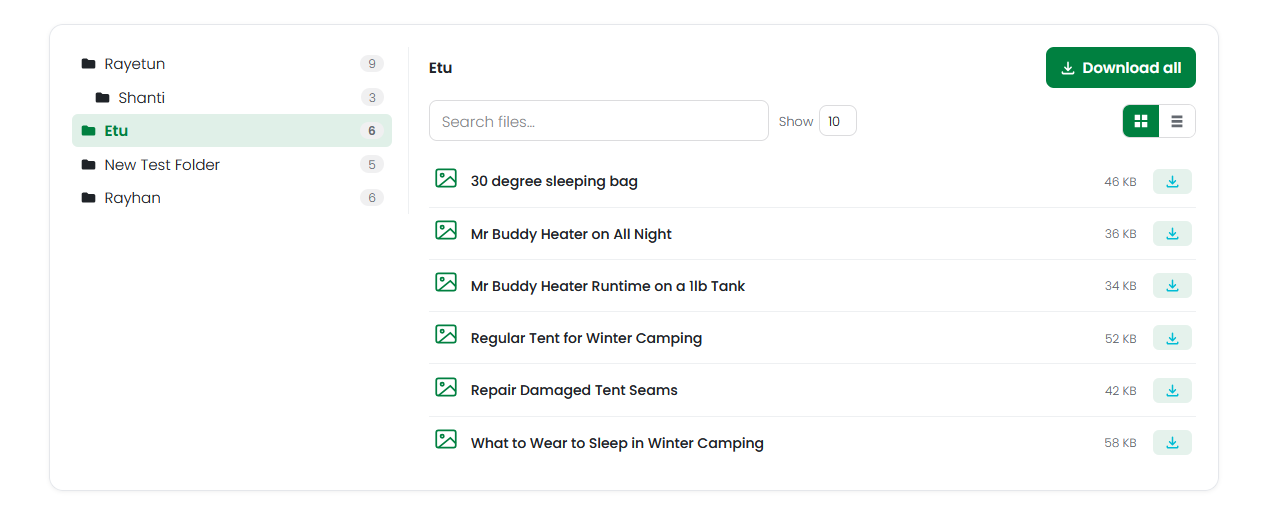 Rayetun 9
Shanti 3
Etu 6
New Test Folder 5
Rayhan 6
Etu
Download all
Search files...
Show 10
30 degree sleeping bag 46 KB
Mr Buddy Heater on All Night 36 KB
Mr Buddy Heater Runtime on a 1lb Tank 34 KB
Regular Tent for Winter Camping 52 KB
Repair Damaged Tent Seams 42 KB
What to Wear to Sleep in Winter Camping 58 KB